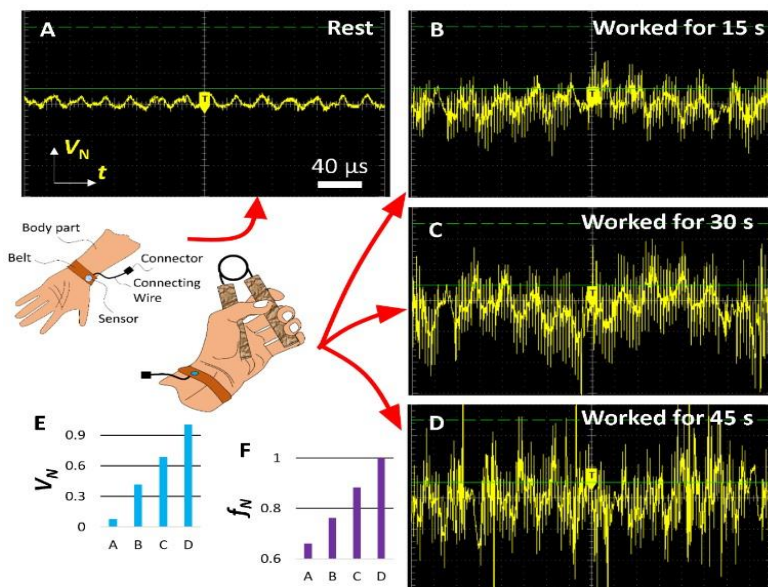 A
Rest
T
V_N
t
40 µs
B
Worked for 15 s
T
Body part
Belt
Connector
Connecting
Wire
Sensor
C
Worked for 30 s
T
D
Worked for 45 s
T
E
0.9
0.6
0.3
0
V_N
A B C D
F
1
0.8
0.6
f_N
A B C D